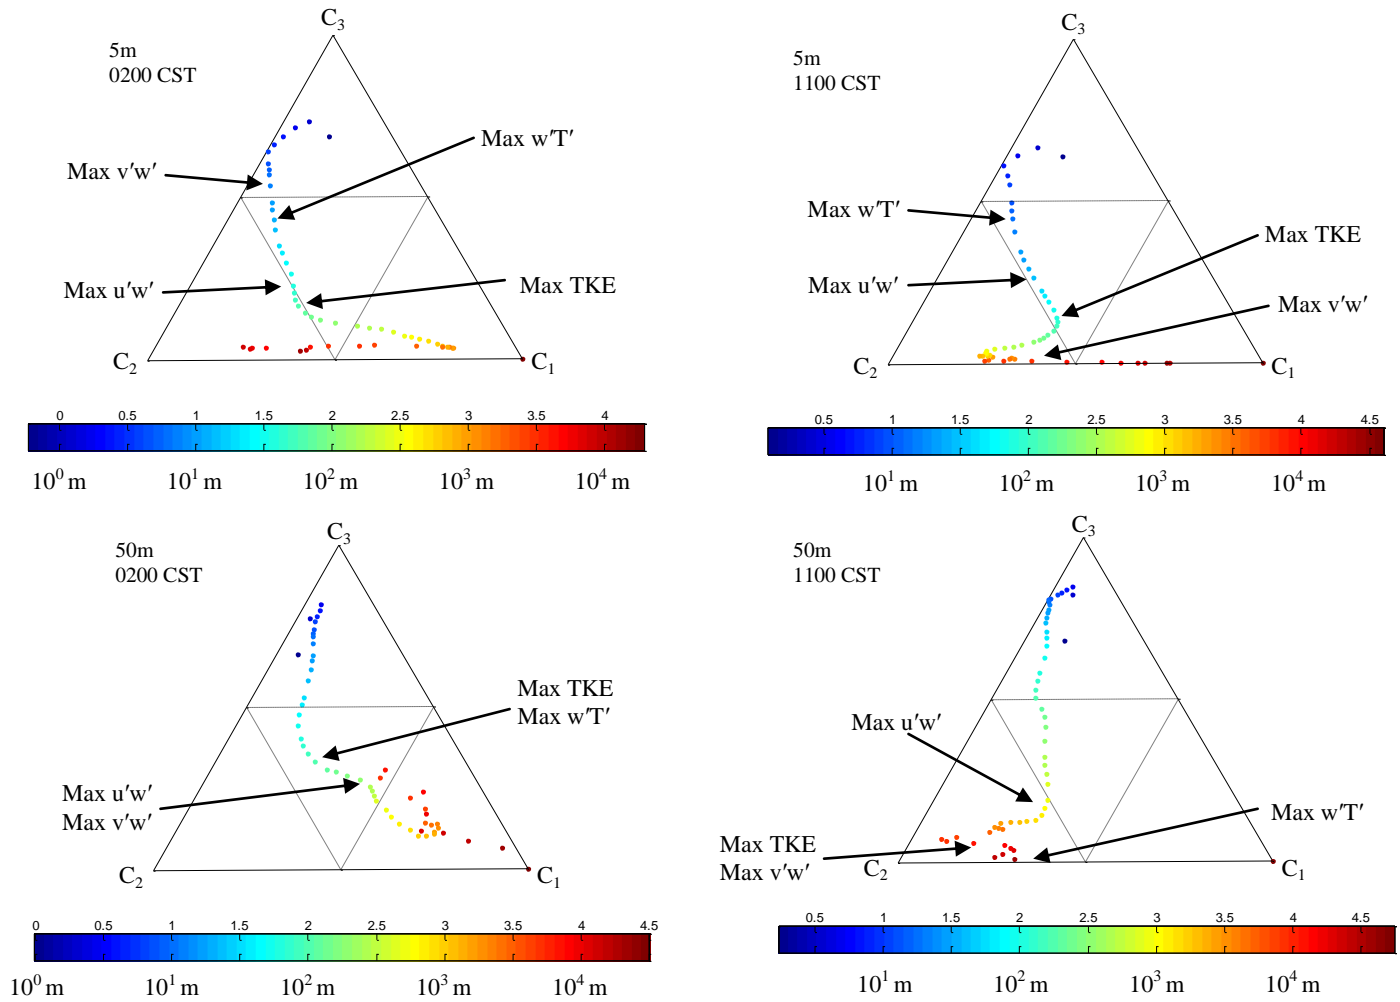 C3
5m
0200 CST
Max w'T'
Max v'w'
Max u'w'
Max TKE
C2
C1
0 0.5 1 1.5 2 2.5 3 3.5 4
10^0 m 10^1 m 10^2 m 10^3 m 10^4 m
C3
5m
1100 CST
Max w'T'
Max TKE
Max u'w'
Max v'w'
C2
C1
0.5 1 1.5 2 2.5 3 3.5 4 4.5
10^1 m 10^2 m 10^3 m 10^4 m
C3
50m
0200 CST
Max TKE
Max w'T'
Max u'w'
Max v'w'
C2
C1
0 0.5 1 1.5 2 2.5 3 3.5 4 4.5
10^0 m 10^1 m 10^2 m 10^3 m 10^4 m
C3
50m
1100 CST
Max u'w'
Max w'T'
Max TKE
Max v'w'
C2
C1
0.5 1 1.5 2 2.5 3 3.5 4 4.5
10^1 m 10^2 m 10^3 m 10^4 m